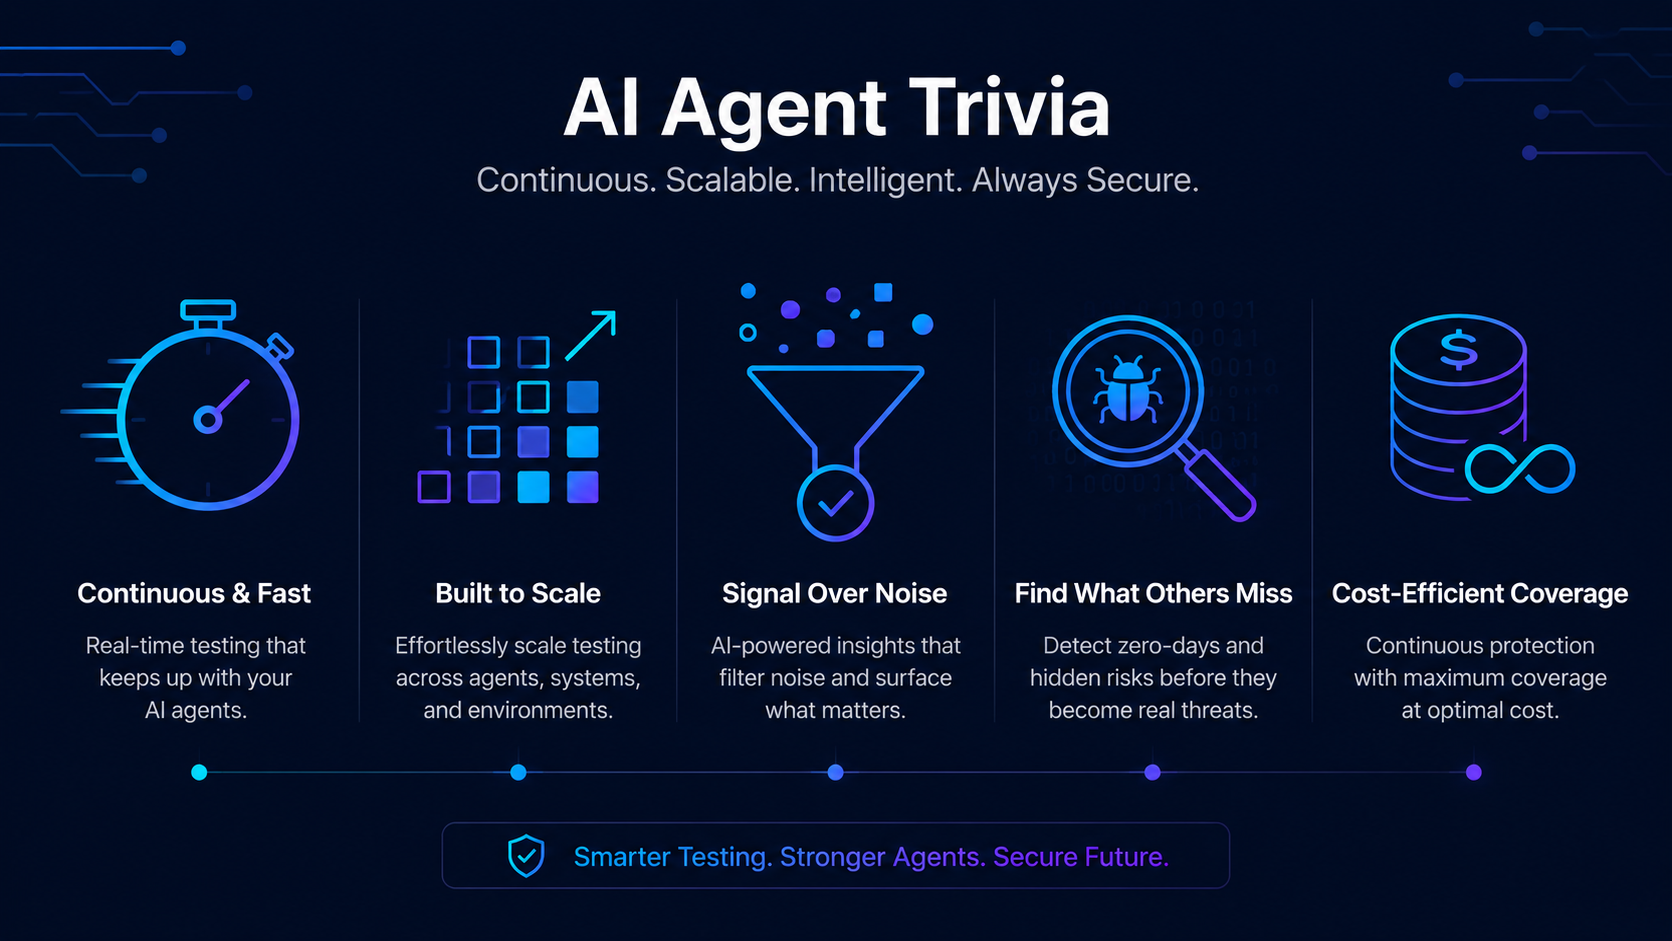 AI Agent Trivia
Continuous. Scalable. Intelligent. Always Secure.
$
Continuous & Fast
Real-time testing that
keeps up with your
AI agents.
Built to Scale
Effortlessly scale testing
across agents, systems,
and environments.
Signal Over Noise
AI-powered insights that
filter noise and surface
what matters.
Find What Others Miss
Detect zero-days and
hidden risks before they
become real threats.
Cost-Efficient Coverage
Continuous protection
with maximum coverage
at optimal cost.
Smarter Testing. Stronger Agents. Secure Future.